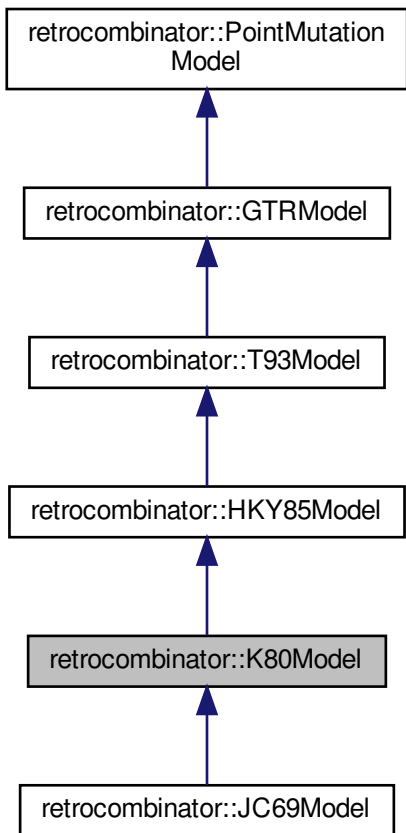 retrocombinator::PointMutation
Model
retrocombinator::GTRModel
retrocombinator::T93Model
retrocombinator::HKY85Model
retrocombinator::K80Model
retrocombinator::JC69Model